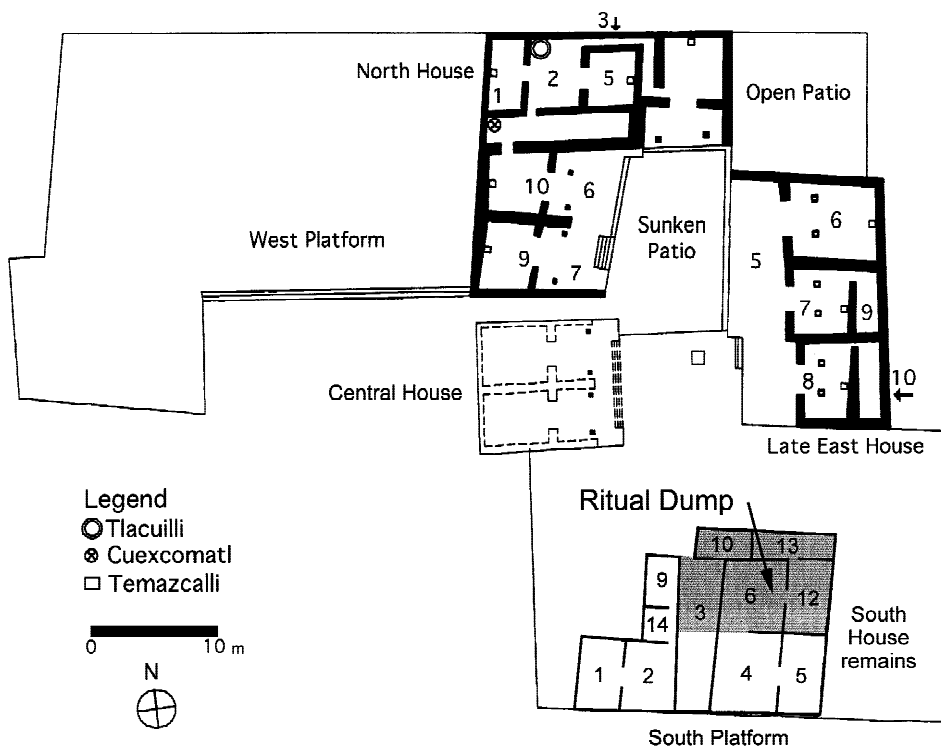 3
North House
1
2
5
Open Patio
10
6
6
West Platform
Sunken
Patio
5
9
7
7
9
Central House
8
10
Late East House
Legend
Tlacuilli
Cuexcomatl
Temazcalli
0
10 m
N
Ritual Dump
10
13
9
3
6
12
14
South
House
remains
1
2
4
5
South Platform